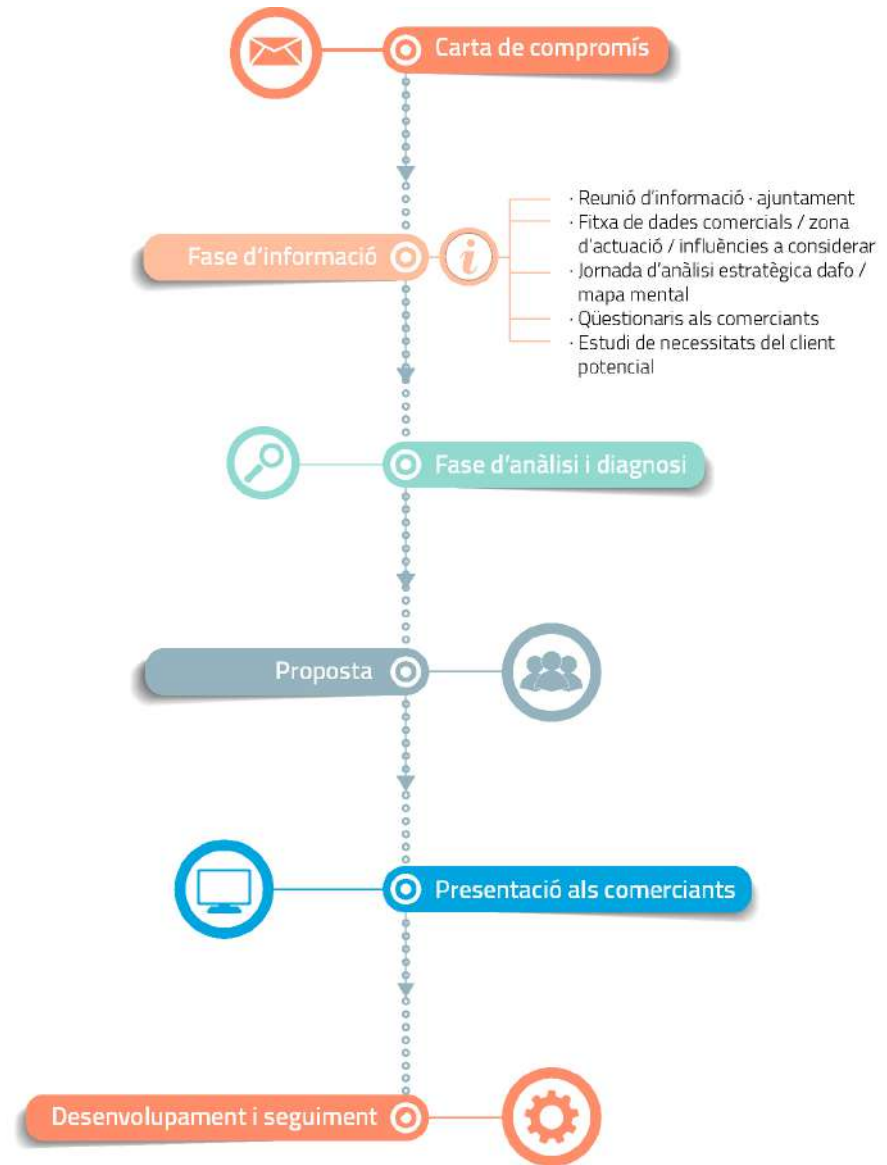 Carta de compromís
Fase d'informació
· Reunió d'informació · ajuntament
· Fitxa de dades comercials / zona
d'actuació / influències a considerar
· Jornada d'anàlisi estratègica dafo /
mapa mental
· Qüestionaris als comerciants
· Estudi de necessitats del client
potencial
Fase d'anàlisi i diagnosi
Proposta
Presentació als comerciants
Desenvolupament i seguiment